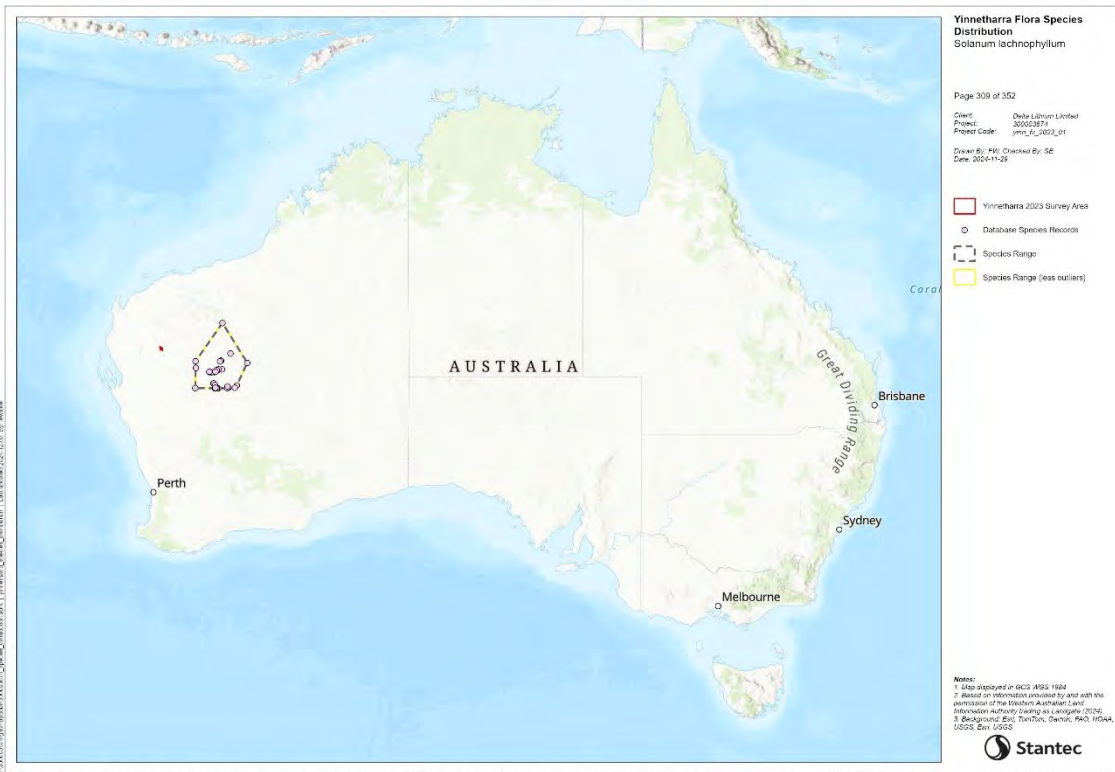 Yinnetharra Flora Species
Distribution
Solanum lachnophyllum
Page 309 of 352
Client: Delta Lithium Limited
Project: 300003674
Project Code: ymn_fv_2023_01
Drawn By: FW, Checked By: SE
Date: 2024-11-29
Yinnetharra 2023 Survey Area
Database Species Records
Species Range
Species Range (less outliers)
Coral
AUSTRALIA
Great Dividing Range
Brisbane
Perth
Sydney
Melbourne
Notes:
1. Map displayed in GCS WGS 1984
2. Based on information provided by and with the
permission of the Western Australian Land
Information Authority trading as Landgate (2024).
3. Background: Esri, TomTom, Garmin, FAO, NOAA,
USGS, Esri, USGS
Stantec